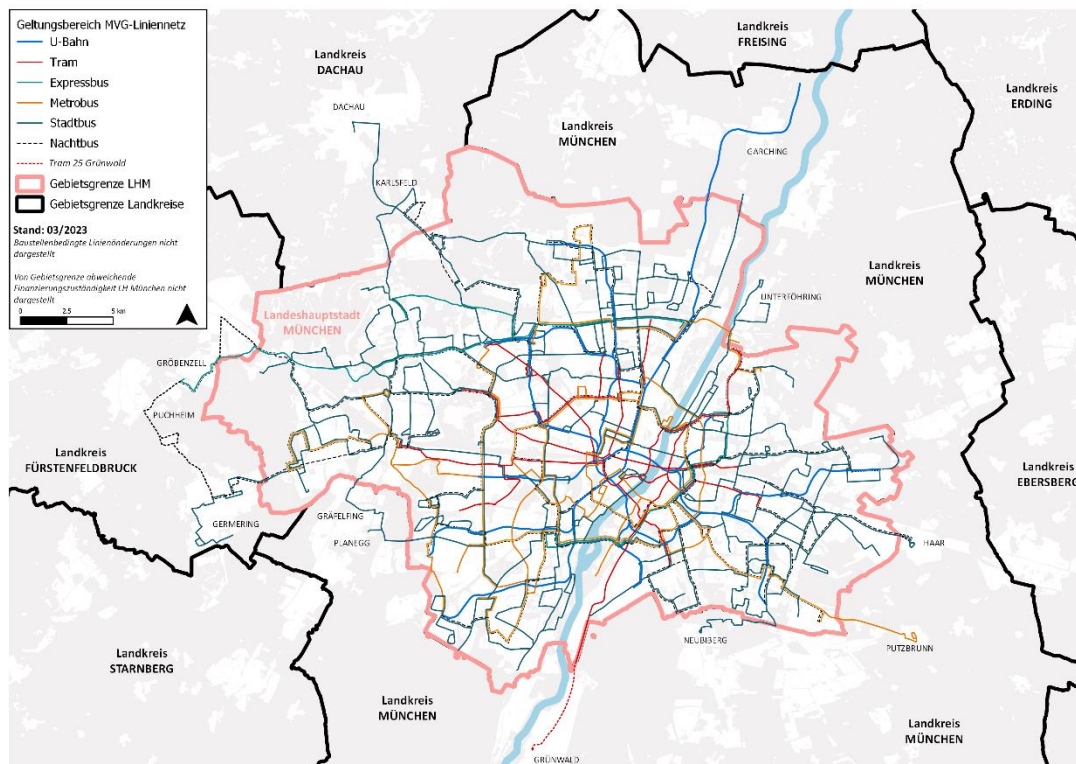 Geltungsbereich MVG-Liniennetz
U-Bahn
Tram
Expressbus
Metrobus
Stadtbus
Nachtbus
Tram 25 Grünwald
Gebietsgrenze LHM
Gebietsgrenze Landkreise
Stand: 03/2023
Baustellenbedingte Linienönderungen nicht
dargestellt
Von Gebietsgrenze abweichende
Finanzierungszuständigkeit LH München nicht
dargestellt
0 2.5 5 km
Landkreis
FREISING
Landkreis
DACHAU
Landkreis
ERDING
DACHAU
Landkreis
MÜNCHEN
GARCHING
KARLSFELD
Landkreis
MÜNCHEN
UNTERFÖHRING
Landeshauptstadt
MÜNCHEN
GRÖBENZELL
PUCHHEIM
Landkreis
FÜRSTENFELDBRUCK
Landkreis
EBERSBERG
GERMERING
GRÄFELFING
PLANEGG
HAAR
NEUBIBERG
PUTZBRUNN
Landkreis
STARNBERG
Landkreis
MÜNCHEN
Landkreis
MÜNCHEN
GRÜNWALD